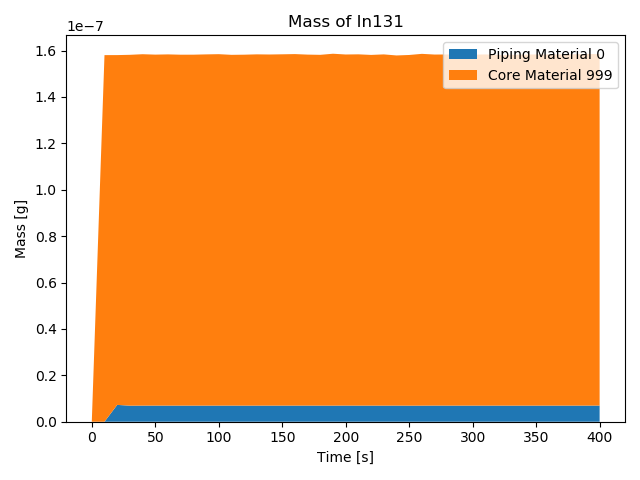 Mass of In131
1e−7
Piping Material 0
Core Material 999
1.6
1.4
1.2
1.0
0.8
0.6
0.4
0.2
0.0
Mass [g]
0 50 100 150 200 250 300 350 400
Time [s]